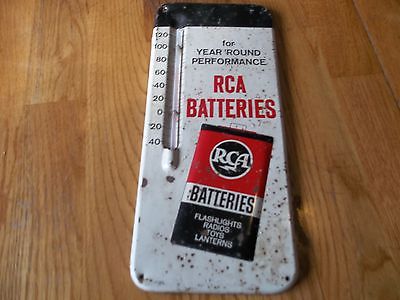 for
YEAR 'ROUND
PERFORMANCE
RCA
BATTERIES
120
100
80
60
40
20
0
20
40
RCA
BATTERIES
FLASHLIGHTS
RADIOS
TOYS
LANTERNS